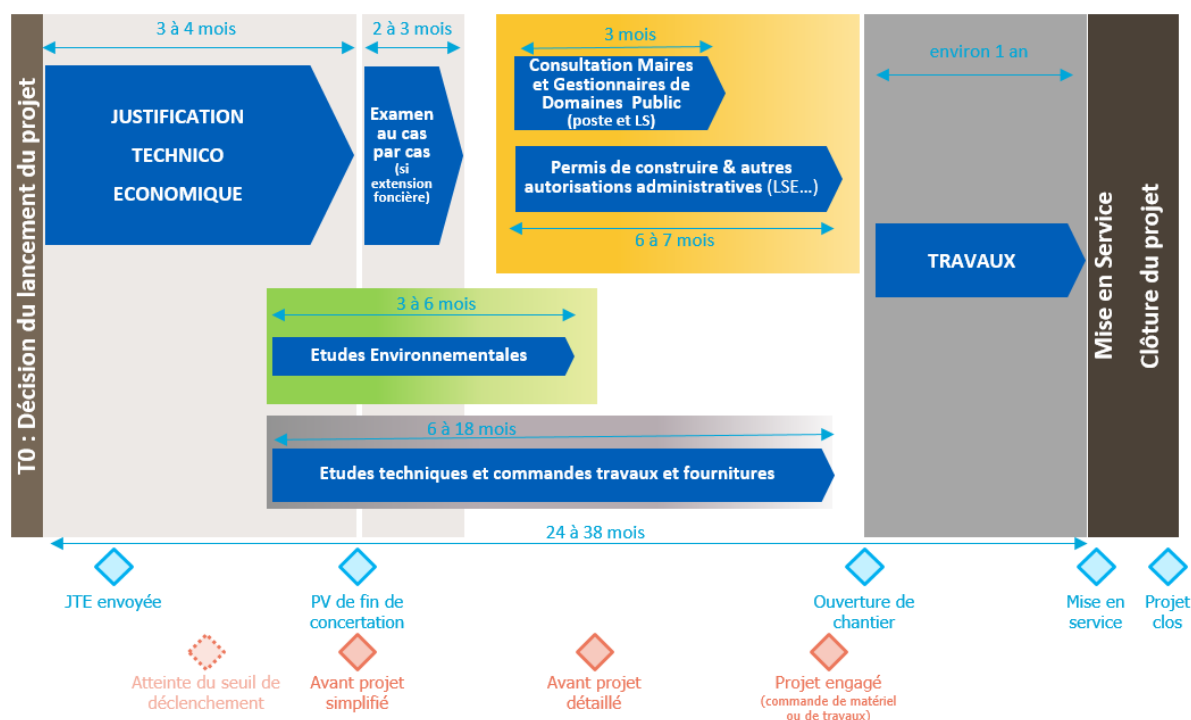 T0 : Décision du lancement du projet
3 à 4 mois
JUSTIFICATION
TECHNICO
ECONOMIQUE
2 à 3 mois
Examen
au cas
par cas
(si
extension
foncière)
3 mois
Consultation Maires
et Gestionnaires de
Domaines Public
(poste et LS)
Permis de construire & autres
autorisations administratives (LSE...)
6 à 7 mois
environ 1 an
TRAVAUX
Mise en Service
Clôture du projet
3 à 6 mois
Etudes Environnementales
6 à 18 mois
Etudes techniques et commandes travaux et fournitures
24 à 38 mois
JTE envoyée
PV de fin de
concertation
Ouverture de
chantier
Mise en
service
Projet
clos
Atteinte du seuil de
déclenchement
Avant projet
simplifié
Avant projet
détaillé
Projet engagé
(commande de matériel
ou de travaux)